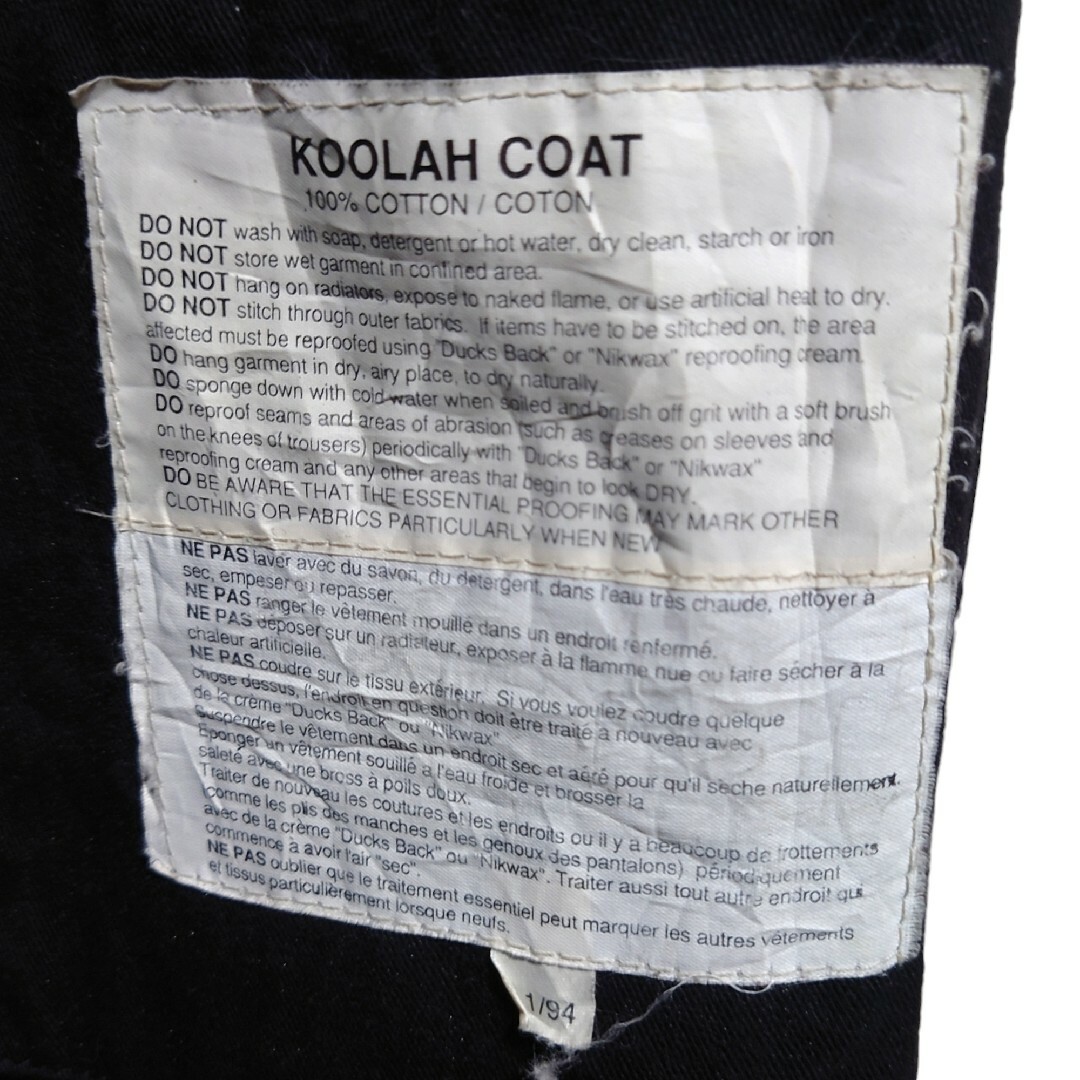 KOOLAH COAT
100% COTTON / COTON
DO NOT wash with soap, detergent or hot water, dry clean, starch or iron
DO NOT store wet garment in confined area.
DO NOT hang on radiators, expose to naked flame, or use artificial heat to dry.
DO NOT stitch through outer fabrics. If items have to be stitched on, the area
affected must be reproofed using "Ducks Back" or "Nikwax" reproofing cream.
DO hang garment in dry, airy place, to dry naturally.
DO sponge down with cold water when soiled and brush off grit with a soft brush
DO reproof seams and areas of abrasion (such as creases on sleeves and
on the knees of trousers) periodically with "Ducks Back" or "Nikwax"
reproofing cream and any other areas that begin to look DRY.
DO BE AWARE THAT THE ESSENTIAL PROOFING MAY MARK OTHER
CLOTHING OR FABRICS PARTICULARLY WHEN NEW
NE PAS laver avec du savon, du detergent, dans l'eau très chaude, nettoyer à
sec, empeser ou repasser.
NE PAS ranger le vêtement mouillé dans un endroit renfermé.
NE PAS déposer sur un radiateur, exposer à la flamme nue ou faire sécher à la
chaleur artificielle.
NE PAS coudre sur le tissu extérieur. Si vous voulez coudre quelque
chose dessus, l'endroit en question doit être traité à nouveau avec
de la crème "Ducks Back" ou "Nikwax"
Suspendre le vêtement dans un endroit sec et aéré pour qu'il sèche naturellement.
Eponger un vêtement souillé a l'eau froide et brosser la
saleté avec une bross à poils doux.
Traiter de nouveau les coutures et les endroits ou il y a beaucoup de frottements
comme les plis des manches et les genoux des pantalons) périodiquement
avec de la crème "Ducks Back" ou "Nikwax". Traiter aussi tout autre endroit qui
commence à avoir l'air "sec".
NE PAS oublier que le traitement essentiel peut marquer les autres vétements
et tissus particulièrement lorsque neufs.
1/94